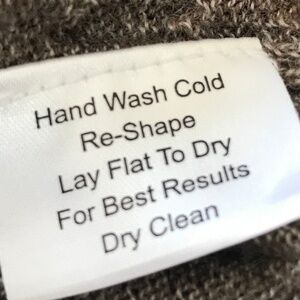 Hand Wash Cold
Re-Shape
Lay Flat To Dry
For Best Results
Dry Clean